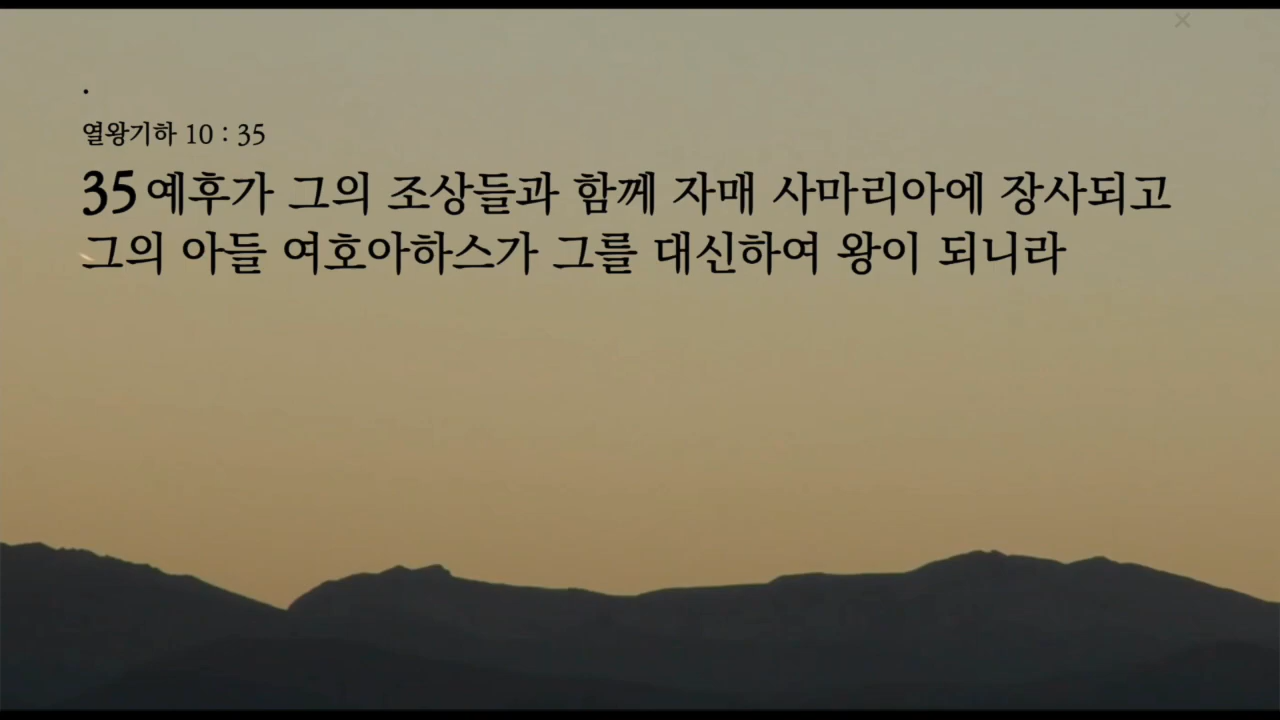 .
열왕기하 10 : 35
35 예후가 그의 조상들과 함께 자매 사마리아에 장사되고
그의 아들 여호아하스가 그를 대신하여 왕이 되니라